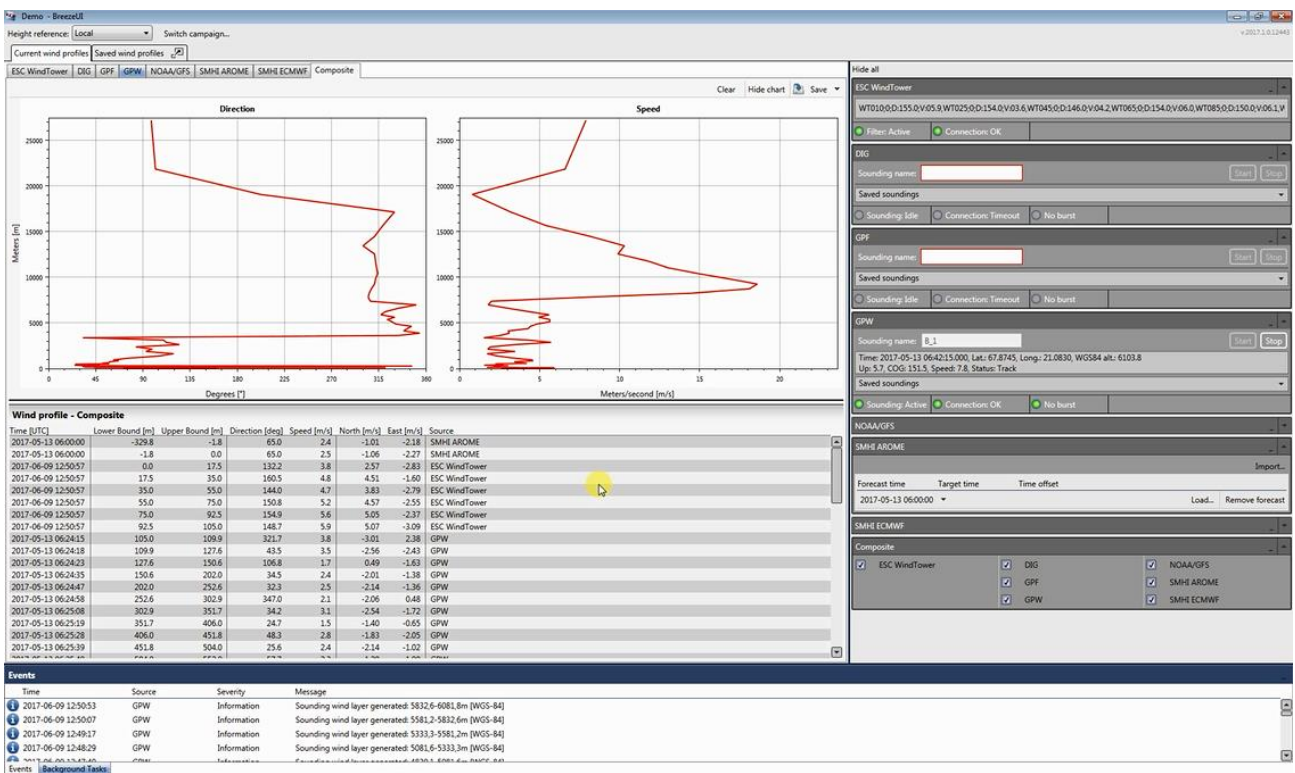 Demo - BreezeUI
Height reference: Local Switch campaign...
v.2017.1.0.12443
Current wind profiles Saved wind profiles
ESC WindTower DIG GPF GPW NOAA/GFS SMHI AROME SMHI ECMWF Composite
Clear Hide chart Save
Direction
Meters [m]
25000
20000
15000
10000
5000
0
0 45 90 135 180 225 270 315 360
Degrees [°]
Speed
25000
20000
15000
10000
5000
0
0 5 10 15 20
Meters/second [m/s]
Wind profile - Composite
Time [UTC] Lower Bound [m] Upper Bound [m] Direction [deg] Speed [m/s] North [m/s] East [m/s] Source
2017-05-13 06:00:00 -329.8 -1.8 65.0 2.4 -1.01 -2.18 SMHI AROME
2017-05-13 06:00:00 -1.8 0.0 65.0 2.5 -1.06 -2.27 SMHI AROME
2017-06-09 12:50:57 0.0 17.5 132.2 3.8 2.57 -2.83 ESC WindTower
2017-06-09 12:50:57 17.5 35.0 160.5 4.8 4.51 -1.60 ESC WindTower
2017-06-09 12:50:57 35.0 55.0 144.0 4.7 3.83 -2.79 ESC WindTower
2017-06-09 12:50:57 55.0 75.0 150.8 5.2 4.57 -2.55 ESC WindTower
2017-06-09 12:50:57 75.0 92.5 154.9 5.6 5.05 -2.37 ESC WindTower
2017-06-09 12:50:57 92.5 105.0 148.7 5.9 5.07 -3.09 ESC WindTower
2017-05-13 06:24:15 105.0 109.9 321.7 3.8 -3.01 2.38 GPW
2017-05-13 06:24:18 109.9 127.6 43.5 3.5 -2.56 -2.43 GPW
2017-05-13 06:24:23 127.6 150.6 106.8 1.7 0.49 -1.63 GPW
2017-05-13 06:24:35 150.6 202.0 34.5 2.4 -2.01 -1.38 GPW
2017-05-13 06:24:47 202.0 252.6 32.3 2.5 -2.14 -1.36 GPW
2017-05-13 06:24:58 252.6 302.9 347.0 2.1 -2.06 0.48 GPW
2017-05-13 06:25:08 302.9 351.7 34.2 3.1 -2.54 -1.72 GPW
2017-05-13 06:25:19 351.7 406.0 24.7 1.5 -1.40 -0.65 GPW
2017-05-13 06:25:28 406.0 451.8 48.3 2.8 -1.83 -2.05 GPW
2017-05-13 06:25:39 451.8 504.0 25.6 2.4 -2.14 -1.02 GPW
Hide all
ESC WindTower
WT010;0;D:155.0;V:05.9,WT025;0;D:154.0;V:03.6,WT045;0;D:146.0;V:04.2,WT065;0;D:154.0;V:06.0,WT085;0;D:150.0;V:06.1,W
Filter: Active Connection: OK
DIG
Sounding name: Start Stop
Saved soundings
Sounding: Idle Connection: Timeout No burst
GPF
Sounding name: Start Stop
Saved soundings
Sounding: Idle Connection: Timeout No burst
GPW
Sounding name: B_1 Start Stop
Time: 2017-05-13 06:42:15.000, Lat.: 67.8745, Long.: 21.0830, WGS84 alt.: 6103.8
Up: 5.7, COG: 151.5, Speed: 7.8, Status: Track
Saved soundings
Sounding: Active Connection: OK No burst
NOAA/GFS
SMHI AROME
Import...
Forecast time Target time Time offset
2017-05-13 06:00:00 Load... Remove forecast
SMHI ECMWF
Composite
ESC WindTower DIG NOAA/GFS
GPF SMHI AROME
GPW SMHI ECMWF
Events
Time Source Severity Message
2017-06-09 12:50:53 GPW Information Sounding wind layer generated: 5832,6-6081,8m [WGS-84]
2017-06-09 12:50:07 GPW Information Sounding wind layer generated: 5581,2-5832,6m [WGS-84]
2017-06-09 12:49:17 GPW Information Sounding wind layer generated: 5333,3-5581,2m [WGS-84]
2017-06-09 12:48:29 GPW Information Sounding wind layer generated: 5081,6-5333,3m [WGS-84]
Events Background Tasks